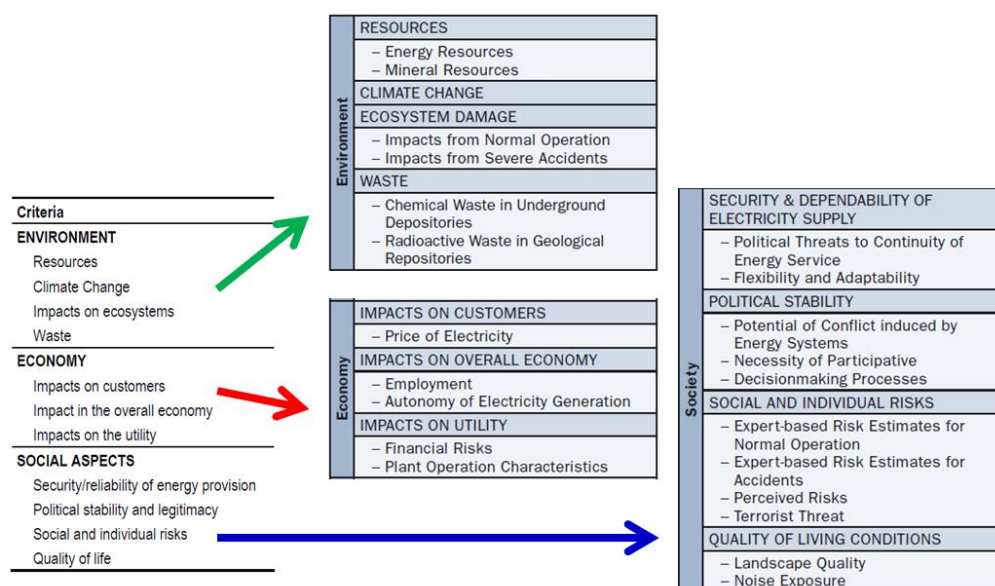 Criteria
ENVIRONMENT
Resources
Climate Change
Impacts on ecosystems
Waste
ECONOMY
Impacts on customers
Impact in the overall economy
Impacts on the utility
SOCIAL ASPECTS
Security/reliability of energy provision
Political stability and legitimacy
Social and individual risks
Quality of life
Environment
RESOURCES
– Energy Resources
– Mineral Resources
CLIMATE CHANGE
ECOSYSTEM DAMAGE
– Impacts from Normal Operation
– Impacts from Severe Accidents
WASTE
– Chemical Waste in Underground
Depositories
– Radioactive Waste in Geological
Repositories
Economy
IMPACTS ON CUSTOMERS
– Price of Electricity
IMPACTS ON OVERALL ECONOMY
– Employment
– Autonomy of Electricity Generation
IMPACTS ON UTILITY
– Financial Risks
– Plant Operation Characteristics
Society
SECURITY & DEPENDABILITY OF
ELECTRICITY SUPPLY
– Political Threats to Continuity of
Energy Service
– Flexibility and Adaptability
POLITICAL STABILITY
– Potential of Conflict induced by
Energy Systems
– Necessity of Participative
– Decisionmaking Processes
SOCIAL AND INDIVIDUAL RISKS
– Expert-based Risk Estimates for
Normal Operation
– Expert-based Risk Estimates for
Accidents
– Perceived Risks
– Terrorist Threat
QUALITY OF LIVING CONDITIONS
– Landscape Quality
– Noise Exposure